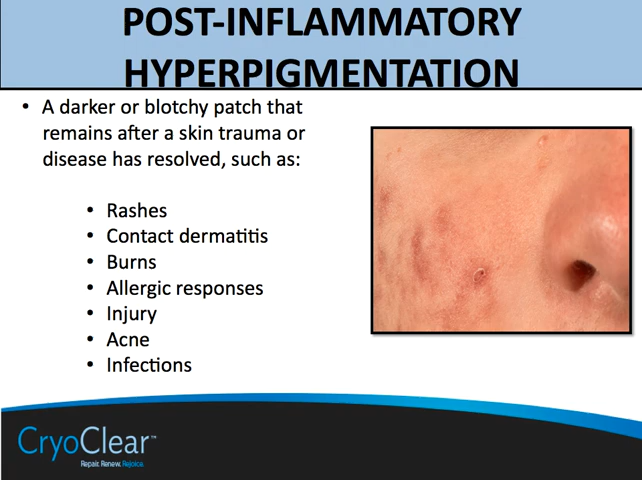 POST-INFLAMMATORY
HYPERPIGMENTATION
• A darker or blotchy patch that
remains after a skin trauma or
disease has resolved, such as:
• Rashes
• Contact dermatitis
• Burns
• Allergic responses
• Injury
• Acne
• Infections
CryoClear™
Repair. Renew. Rejoice.